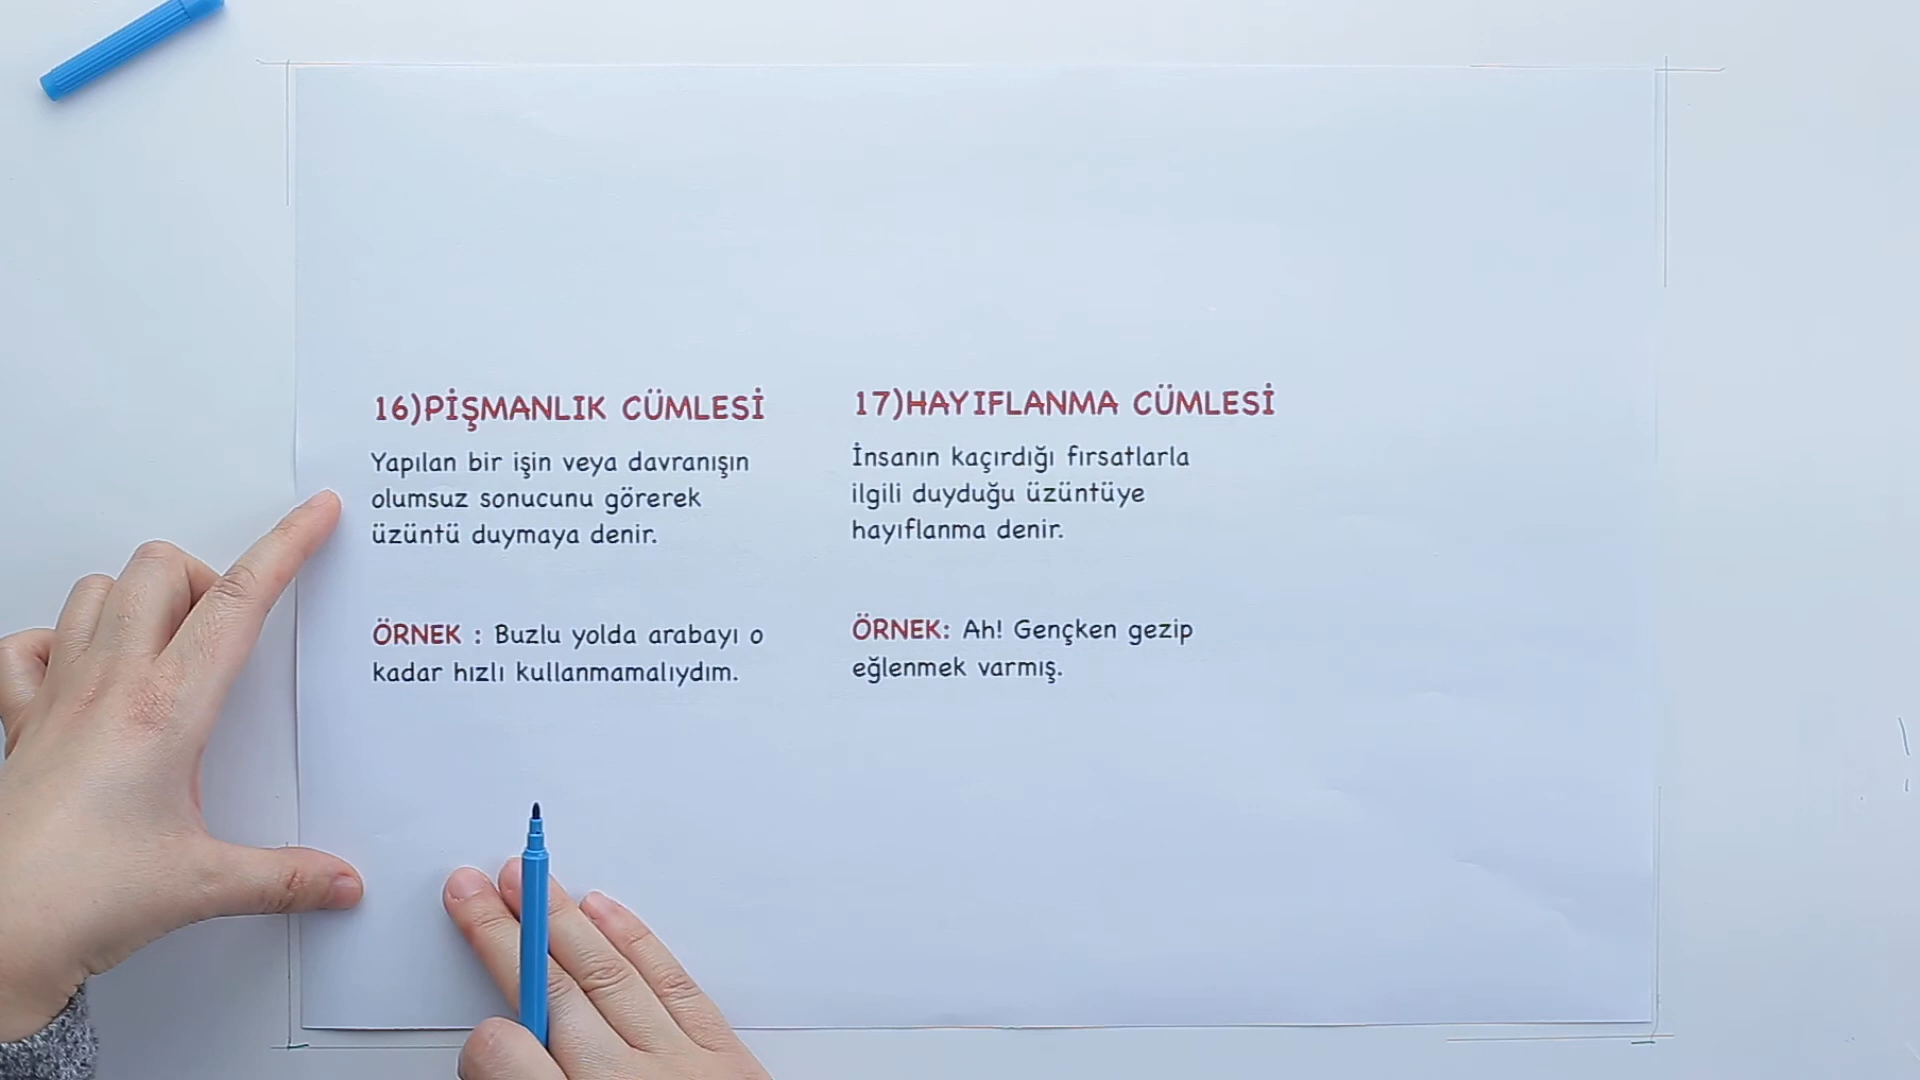 16)PİŞMANLIK CÜMLESİ
Yapılan bir işin veya davranışın
olumsuz sonucunu görerek
üzüntü duymaya denir.
ÖRNEK : Buzlu yolda arabayı o
kadar hızlı kullanmamalıydım.
17)HAYIFLANMA CÜMLESİ
İnsanın kaçırdığı fırsatlarla
ilgili duyduğu üzüntüye
hayıflanma denir.
ÖRNEK: Ah! Gençken gezip
eğlenmek varmış.